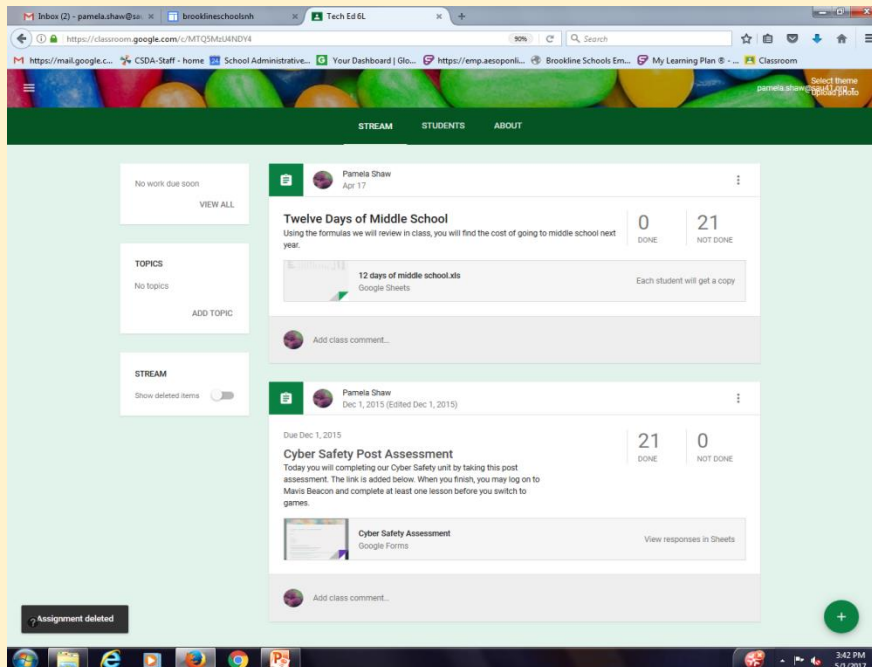 Inbox (2) - pamela.shaw@sa
brooklineschoolsnh
Tech Ed 6L
https://classroom.google.com/c/MTQ5MzU4NDY4
90%
Search
https://mail.google.c...
CSDA-Staff - home
School Administrative...
Your Dashboard | Glo...
https://emp.aesoponli...
Brookline Schools Em...
My Learning Plan ® - ...
Classroom
Select theme
pamela.shaw@sau41.org
Upload photo
STREAM STUDENTS ABOUT
No work due soon
VIEW ALL
TOPICS
No topics
ADD TOPIC
STREAM
Show deleted items
Pamela Shaw
Apr 17
Twelve Days of Middle School
Using the formulas we will review in class, you will find the cost of going to middle school next
year.
0 21
DONE NOT DONE
12 days of middle school.xls
Google Sheets
Each student will get a copy
Add class comment...
Pamela Shaw
Dec 1, 2015 (Edited Dec 1, 2015)
Due Dec 1, 2015
Cyber Safety Post Assessment
Today you will completing our Cyber Safety unit by taking this post
assessment. The link is added below. When you finish, you may log on to
Mavis Beacon and complete at least one lesson before you switch to
games.
21 0
DONE NOT DONE
Cyber Safety Assessment
Google Forms
View responses in Sheets
Add class comment...
Assignment deleted
3:42 PM
5/1/2017